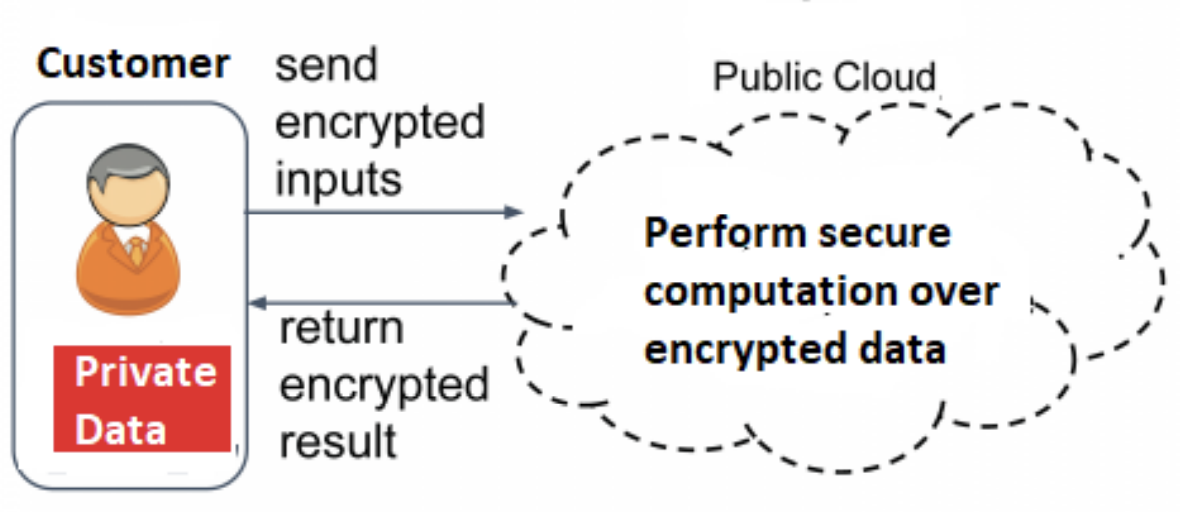 Customer
send
encrypted
inputs
Public Cloud
Perform secure
computation over
encrypted data
return
encrypted
result
Private
Data